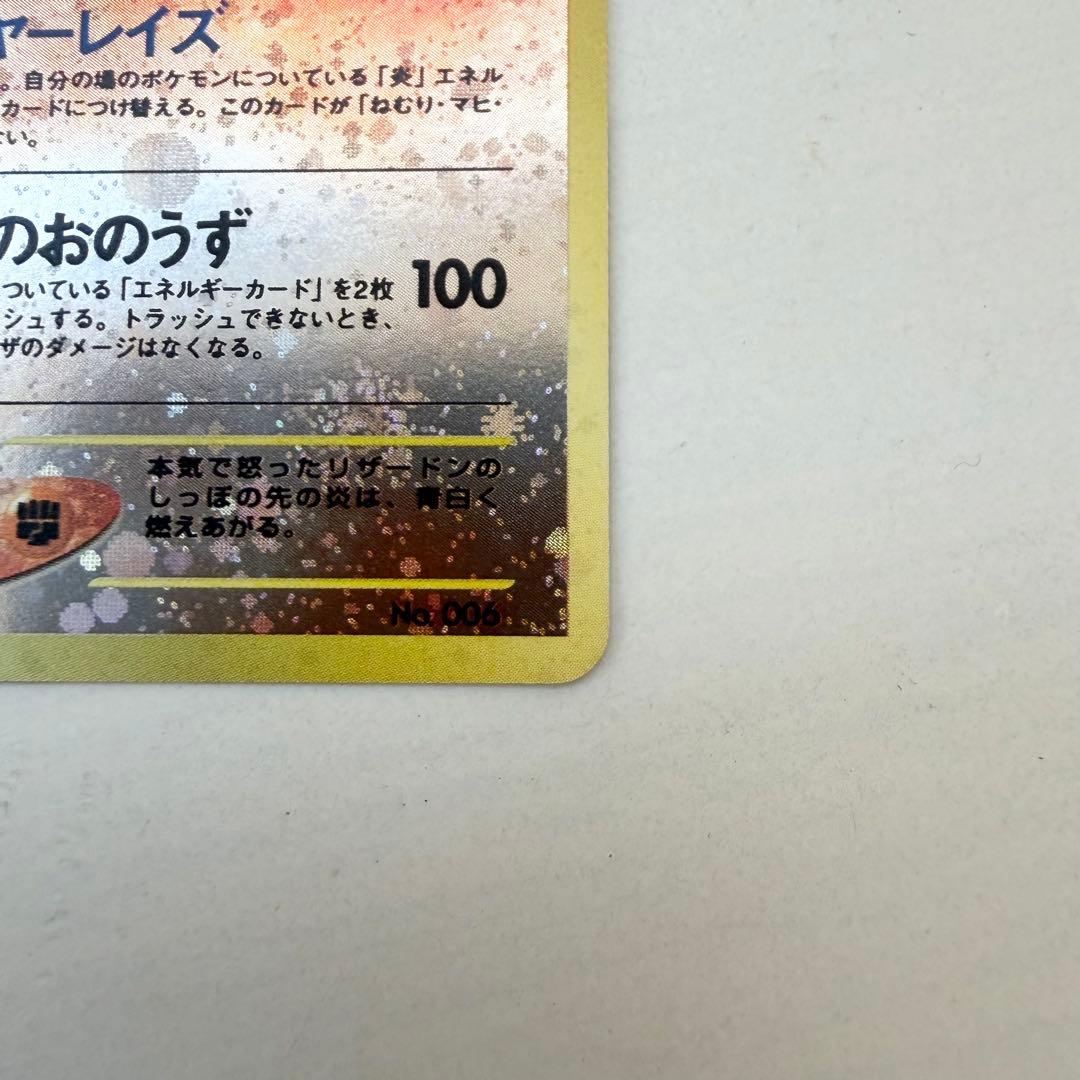 ヤーレイズ
。自分の場のポケモンについている「炎」エネル
カードにつけ替える。このカードが「ねむり・マヒ・
ない。
のおのうず
100
ついている「エネルギーカード」を2枚
シュする。トラッシュできないとき、
ザのダメージはなくなる。
本気で怒ったリザードンの
しっぽの先の炎は、青白く
燃えあがる。
No. 006